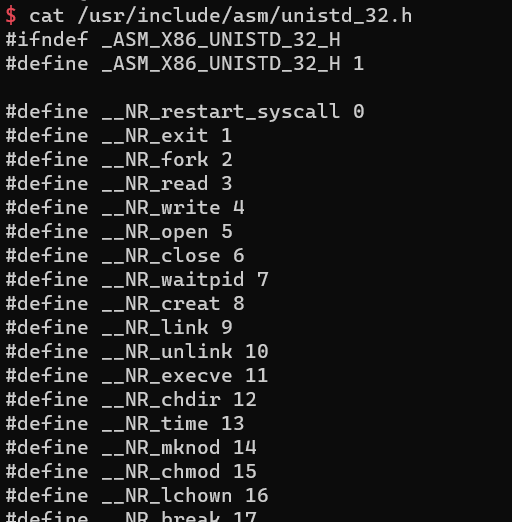 $ cat /usr/include/asm/unistd_32.h
#ifndef _ASM_X86_UNISTD_32_H
#define _ASM_X86_UNISTD_32_H 1
#define __NR_restart_syscall 0
#define __NR_exit 1
#define __NR_fork 2
#define __NR_read 3
#define __NR_write 4
#define __NR_open 5
#define __NR_close 6
#define __NR_waitpid 7
#define __NR_creat 8
#define __NR_link 9
#define __NR_unlink 10
#define __NR_execve 11
#define __NR_chdir 12
#define __NR_time 13
#define __NR_mknod 14
#define __NR_chmod 15
#define __NR_lchown 16
#define __NR_break 17